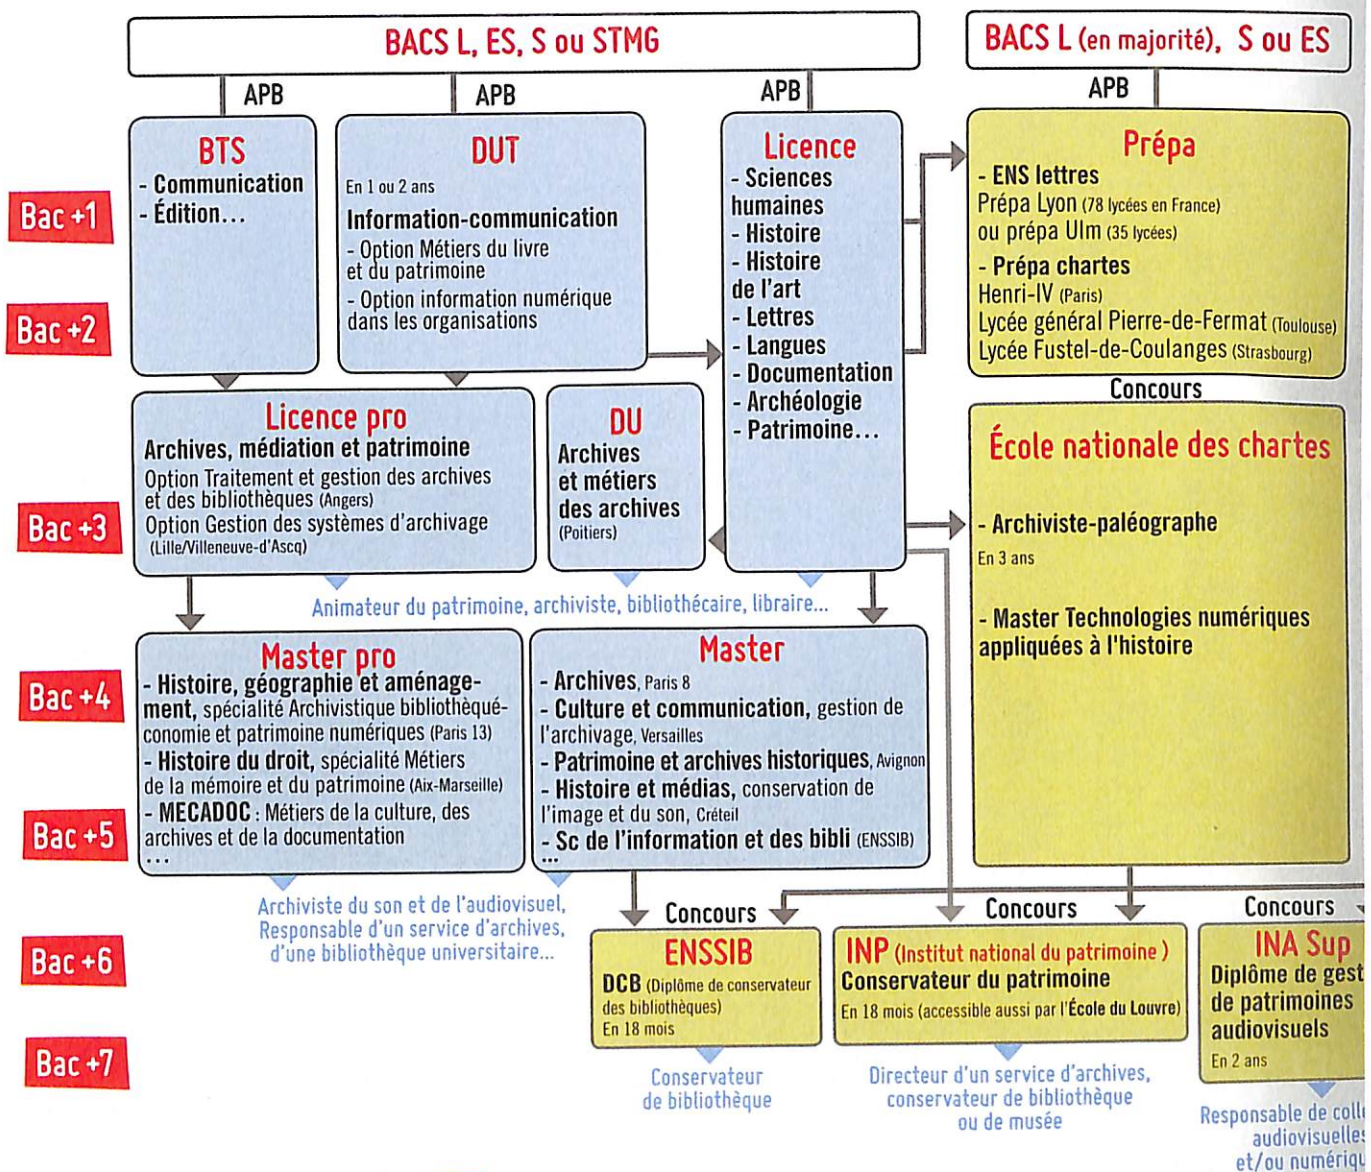 BACS L, ES, S ou STMG
BACS L (en majorité), S ou ES
APB
APB
APB
APB
Bac +1
Bac +2
Bac +3
Bac +4
Bac +5
Bac +6
Bac +7
BTS
- Communication
- Édition...
DUT
En 1 ou 2 ans
Information-communication
- Option Métiers du livre
et du patrimoine
- Option information numérique
dans les organisations
Licence
- Sciences
humaines
- Histoire
- Histoire
de l'art
- Lettres
- Langues
- Documentation
- Archéologie
- Patrimoine...
Prépa
- ENS lettres
Prépa Lyon (78 lycées en France)
ou prépa Ulm (35 lycées)
- Prépa chartes
Henri-IV (Paris)
Lycée général Pierre-de-Fermat (Toulouse)
Lycée Fustel-de-Coulanges (Strasbourg)
Concours
Licence pro
Archives, médiation et patrimoine
Option Traitement et gestion des archives
et des bibliothèques (Angers)
Option Gestion des systèmes d'archivage
(Lille/Villeneuve-d'Ascq)
DU
Archives
et métiers
des archives
(Poitiers)
École nationale des chartes
- Archiviste-paléographe
En 3 ans
- Master Technologies numériques
appliquées à l'histoire
Animateur du patrimoine, archiviste, bibliothécaire, libraire...
Master pro
- Histoire, géographie et aménage-
ment, spécialité Archivistique bibliothéqué-
conomie et patrimoine numériques (Paris 13)
- Histoire du droit, spécialité Métiers
de la mémoire et du patrimoine (Aix-Marseille)
- MECADOC : Métiers de la culture, des
archives et de la documentation
...
Master
- Archives, Paris 8
- Culture et communication, gestion de
l'archivage, Versailles
- Patrimoine et archives historiques, Avignon
- Histoire et médias, conservation de
l'image et du son, Créteil
- Sc de l'information et des bibli (ENSSIB)
...
Archiviste du son et de l'audiovisuel,
Responsable d'un service d'archives,
d'une bibliothèque universitaire...
Concours
Concours
Concours
ENSSIB
DCB (Diplôme de conservateur
des bibliothèques)
En 18 mois
INP (Institut national du patrimoine )
Conservateur du patrimoine
En 18 mois (accessible aussi par l'École du Louvre)
INA Sup
Diplôme de gest
de patrimoines
audiovisuels
En 2 ans
Conservateur
de bibliothèque
Directeur d'un service d'archives,
conservateur de bibliothèque
ou de musée
Responsable de coll
audiovisuelles
et/ou numériqu